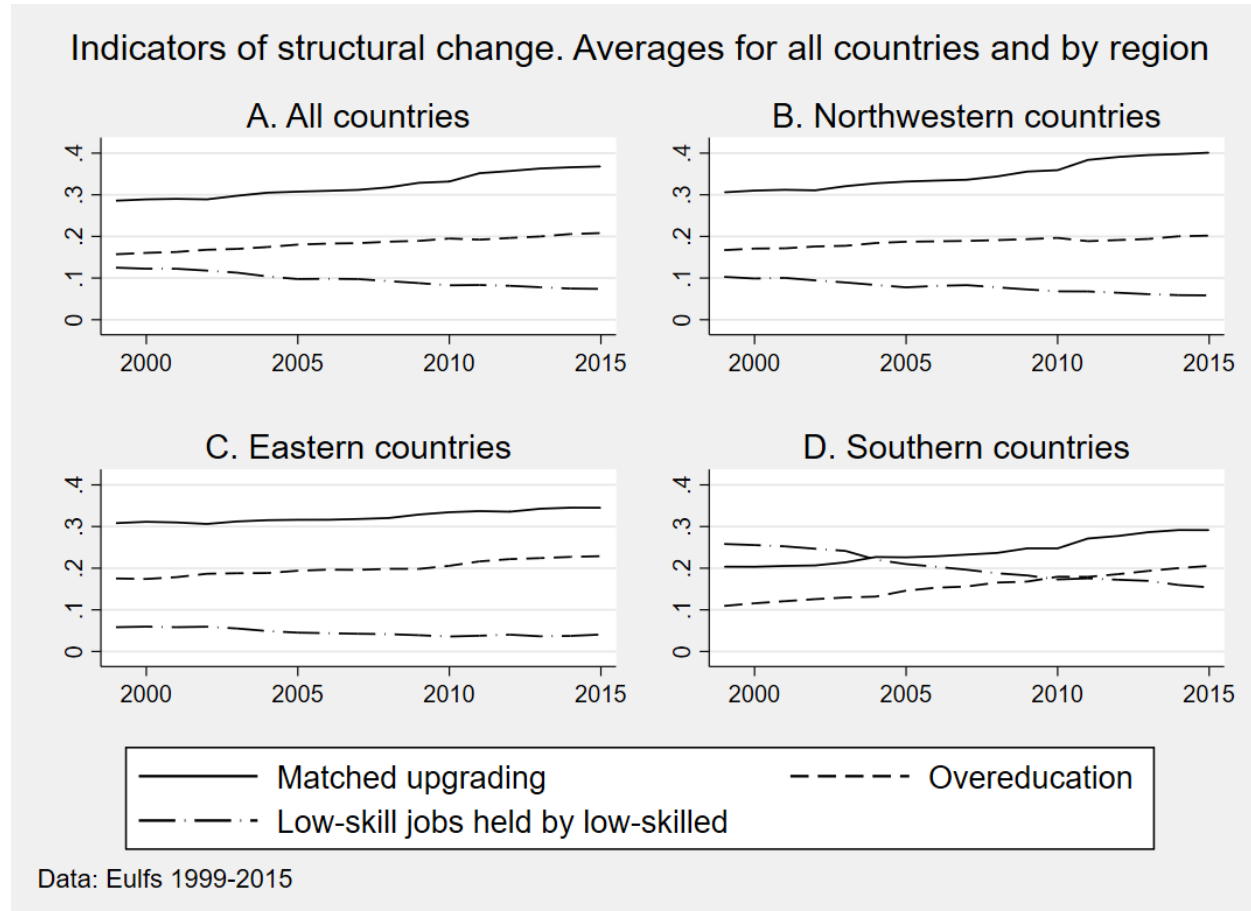 Indicators of structural change. Averages for all countries and by region
A. All countries
.4
.3
.2
.1
0
2000 2005 2010 2015
B. Northwestern countries
.4
.3
.2
.1
0
2000 2005 2010 2015
C. Eastern countries
.4
.3
.2
.1
0
2000 2005 2010 2015
D. Southern countries
.4
.3
.2
.1
0
2000 2005 2010 2015
Matched upgrading Overeducation
Low-skill jobs held by low-skilled
Data: Eulfs 1999-2015